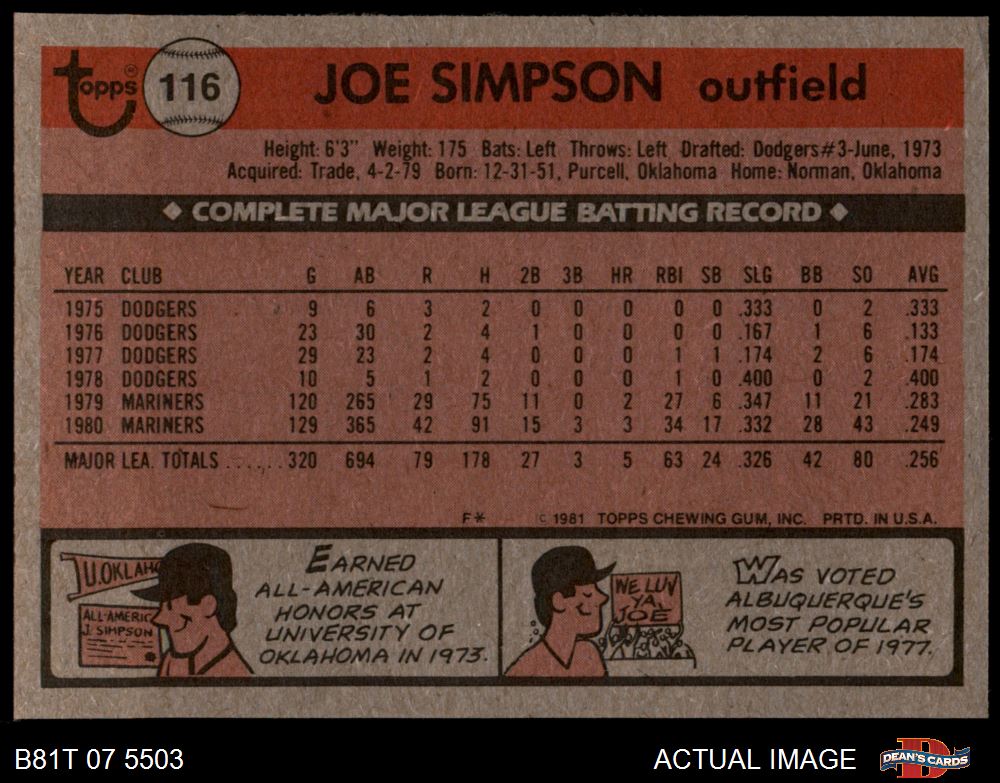 topps® 116 JOE SIMPSON outfield
Height: 6'3" Weight: 175 Bats: Left Throws: Left Drafted: Dodgers#3-June, 1973
Acquired: Trade, 4-2-79 Born: 12-31-51, Purcell, Oklahoma Home: Norman, Oklahoma
◆ COMPLETE MAJOR LEAGUE BATTING RECORD ◆
YEAR CLUB G AB R H 2B 3B HR RBI SB SLG BB SO AVG
1975 DODGERS 9 6 3 2 0 0 0 0 0 .333 0 2 .333
1976 DODGERS 23 30 2 4 1 0 0 0 0 .167 1 6 .133
1977 DODGERS 29 23 2 4 0 0 0 1 1 .174 2 6 .174
1978 DODGERS 10 5 1 2 0 0 0 1 0 .400 0 2 .400
1979 MARINERS 120 265 29 75 11 0 2 27 6 .347 11 21 .283
1980 MARINERS 129 365 42 91 15 3 3 34 17 .332 28 43 .249
MAJOR LEA. TOTALS ...... 320 694 79 178 27 3 5 63 24 .326 42 80 .256
F* © 1981 TOPPS CHEWING GUM, INC. PRTD. IN U.S.A.
U.OKLAHO
ALL-AMERIC
J. SIMPSON
EARNED
ALL-AMERICAN
HONORS AT
UNIVERSITY OF
OKLAHOMA IN 1973.
WE LUV
YA,
JOE
WAS VOTED
ALBUQUERQUE'S
MOST POPULAR
PLAYER OF 1977.
B81T 07 5503 ACTUAL IMAGE DEAN'S CARDS